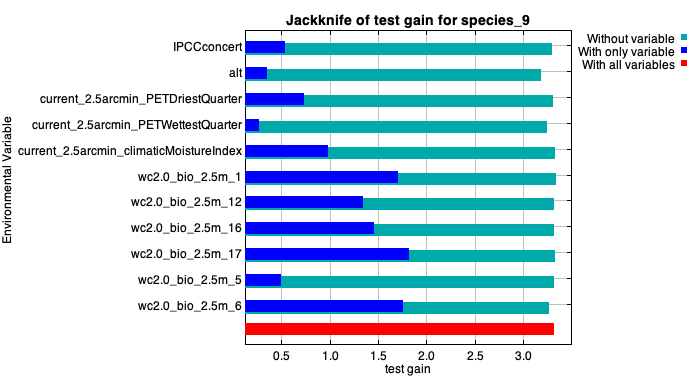 Jackknife of test gain for species_9
Without variable
With only variable
With all variables
Environmental Variable
IPCCconcert
alt
current_2.5arcmin_PETDriestQuarter
current_2.5arcmin_PETWettestQuarter
current_2.5arcmin_climaticMoistureIndex
wc2.0_bio_2.5m_1
wc2.0_bio_2.5m_12
wc2.0_bio_2.5m_16
wc2.0_bio_2.5m_17
wc2.0_bio_2.5m_5
wc2.0_bio_2.5m_6
0.5 1.0 1.5 2.0 2.5 3.0
test gain